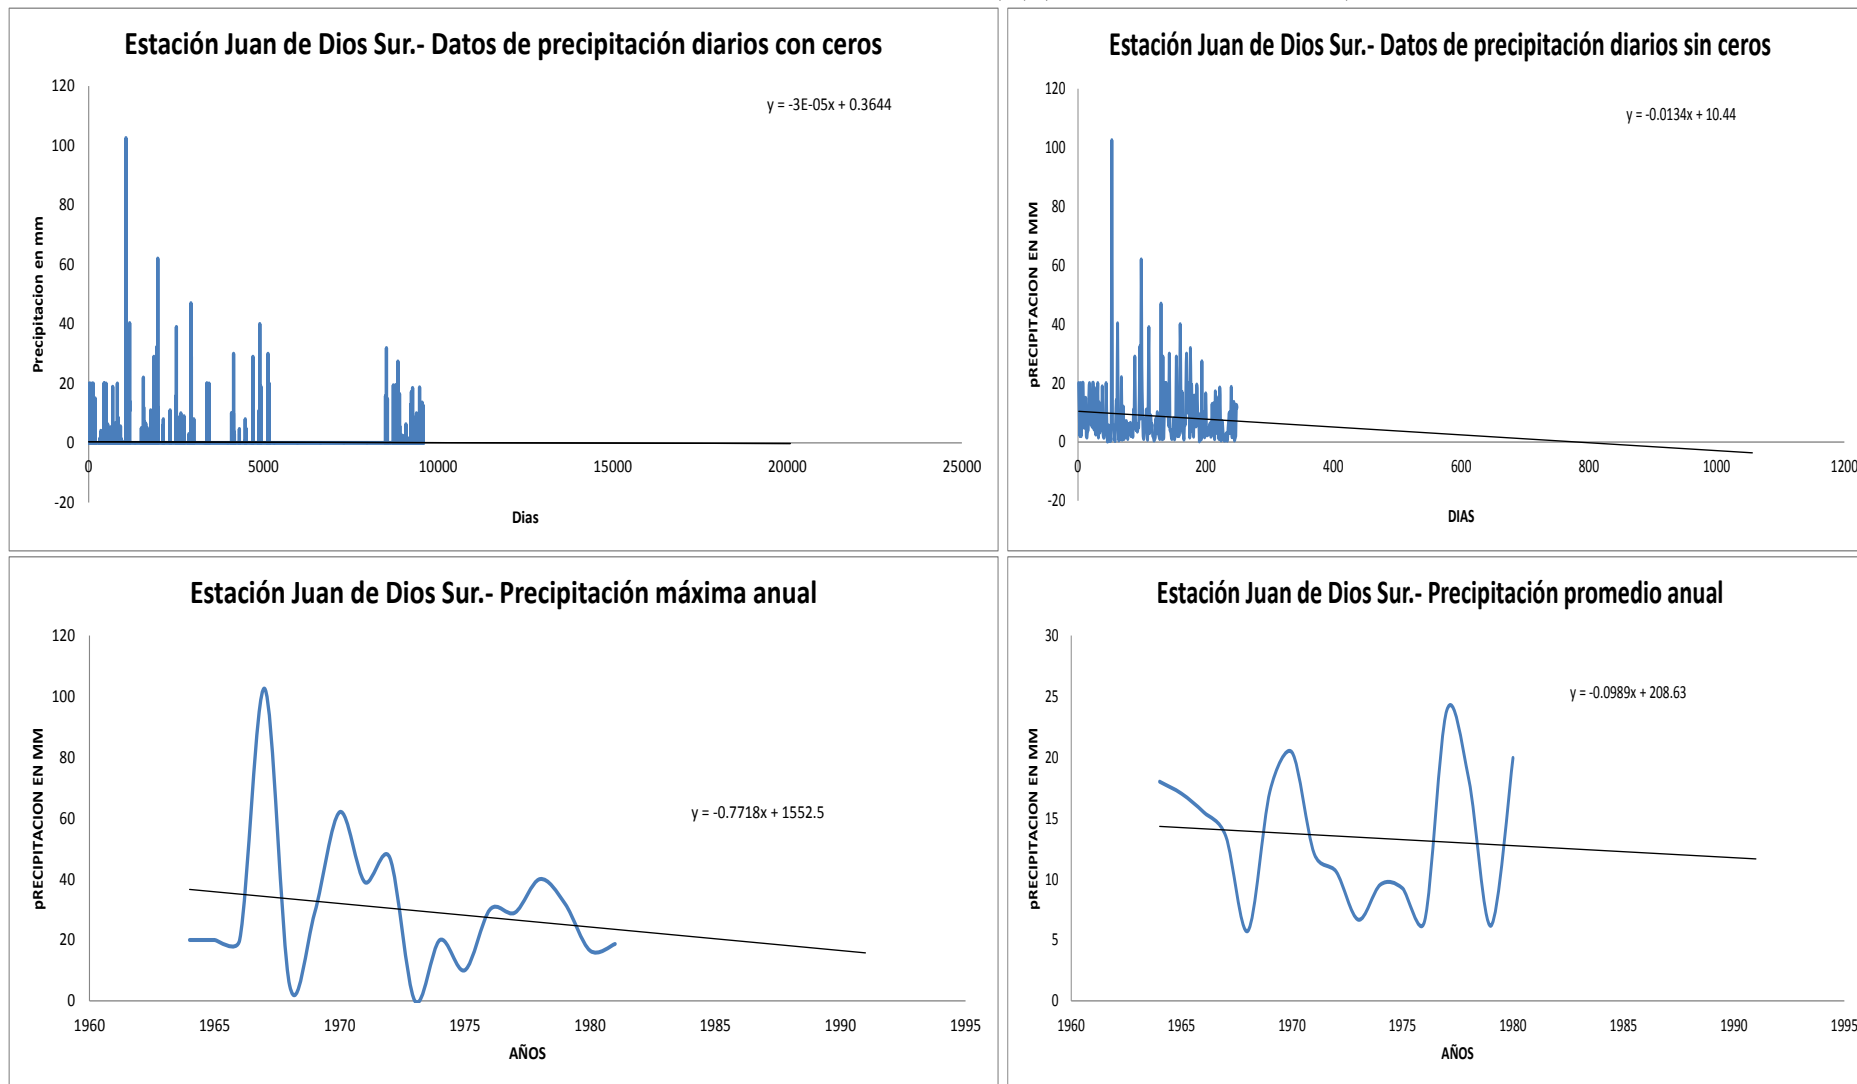 Estación Juan de Dios Sur.- Datos de precipitación diarios con ceros
y = -3E-05x + 0.3644
Precipitacion en mm
120
100
80
60
40
20
0
-20
0 5000 10000 15000 20000 25000
Dias
Estación Juan de Dios Sur.- Datos de precipitación diarios sin ceros
y = -0.0134x + 10.44
pRECIPITACION EN MM
120
100
80
60
40
20
0
-20
0 200 400 600 800 1000 1200
DIAS
Estación Juan de Dios Sur.- Precipitación máxima anual
y = -0.7718x + 1552.5
pRECIPITACION EN MM
120
100
80
60
40
20
0
1960 1965 1970 1975 1980 1985 1990 1995
AÑOS
Estación Juan de Dios Sur.- Precipitación promedio anual
y = -0.0989x + 208.63
pRECIPITACION EN MM
30
25
20
15
10
5
0
1960 1965 1970 1975 1980 1985 1990 1995
AÑOS